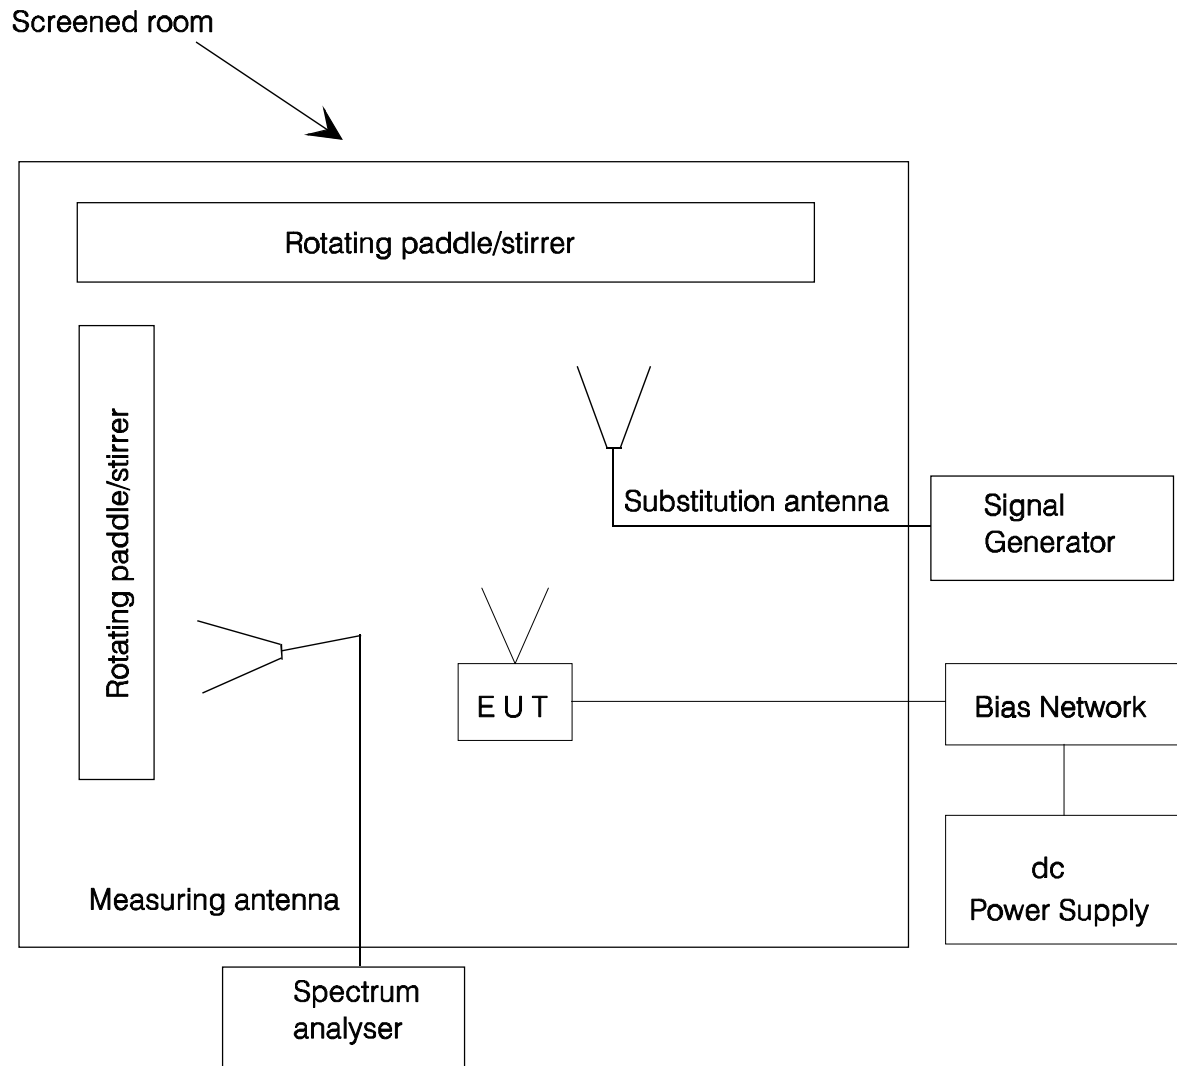 Screened room
Rotating paddle/stirrer
Rotating paddle/stirrer
Substitution antenna
Signal
Generator
E U T
Bias Network
dc
Power Supply
Measuring antenna
Spectrum
analyser